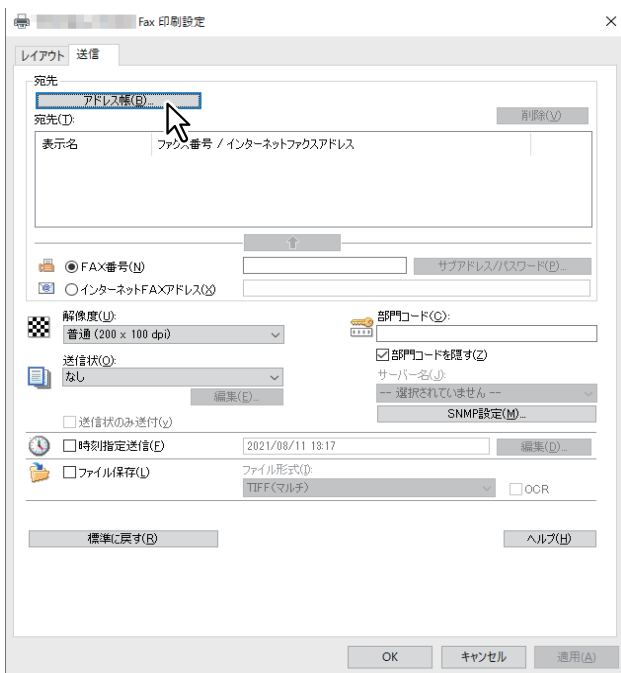 Fax 印刷設定
レイアウト 送信
宛先
アドレス帳(B)...
宛先(T):
削除(V)
表示名 ファクス番号 / インターネットファクスアドレス
FAX番号(N)
サブアドレス/パスワード(P)...
インターネットFAXアドレス(X)
解像度(U):
普通 (200 x 100 dpi)
部門コード(C):
部門コードを隠す(Z)
送信状(O):
なし
サーバー名(J):
-- 選択されていません --
編集(E)...
SNMP設定(M)...
送信状のみ送付(y)
時刻指定送信(F) 2021/08/11 13:17 編集(D)...
ファイル保存(L) ファイル形式(I):
TIFF(マルチ) OCR
標準に戻す(R) ヘルプ(H)
OK キャンセル 適用(A)